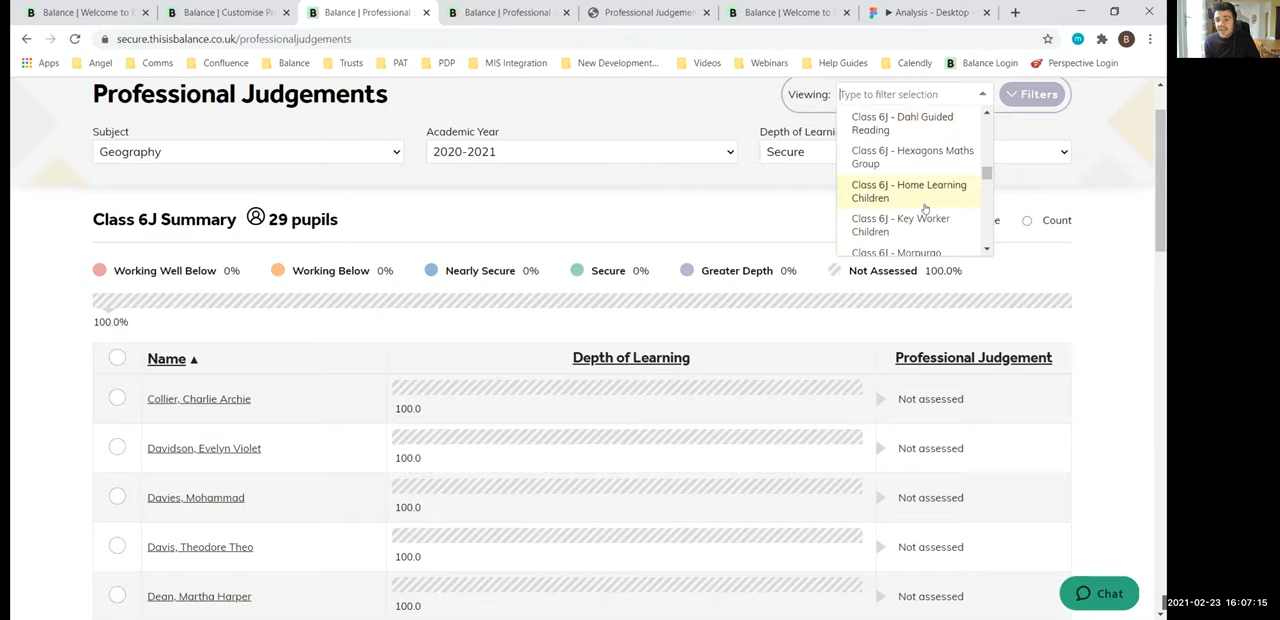 Balance | Welcome to B
Balance | Customise Pr
Balance | Professional
Balance | Professional
Professional Judgemen
Balance | Welcome to
Analysis - Desktop
secure.thisisbalance.co.uk/professionaljudgements
Apps
Angel
Comms
Confluence
Balance
Trusts
PAT
PDP
MIS Integration
New Development...
Videos
Webinars
Help Guides
Calendly
Balance Login
Perspective Login
Professional Judgements
Viewing:
Type to filter selection
Filters
Subject
Academic Year
Depth of Learni
Geography
2020-2021
Secure
Class 6J - Dahl Guided
Reading
Class 6J - Hexagons Maths
Group
Class 6J - Home Learning
Children
Class 6J - Key Worker
Children
Class 6J - Morpurgo
Class 6J Summary
29 pupils
e
Count
Working Well Below 0%
Working Below 0%
Nearly Secure 0%
Secure 0%
Greater Depth 0%
Not Assessed 100.0%
100.0%
Name ▲
Depth of Learning
Professional Judgement
Collier, Charlie Archie
100.0
Not assessed
Davidson, Evelyn Violet
100.0
Not assessed
Davies, Mohammad
100.0
Not assessed
Davis, Theodore Theo
100.0
Not assessed
Dean, Martha Harper
100.0
Not assessed
Chat
2021-02-23 16:07:15